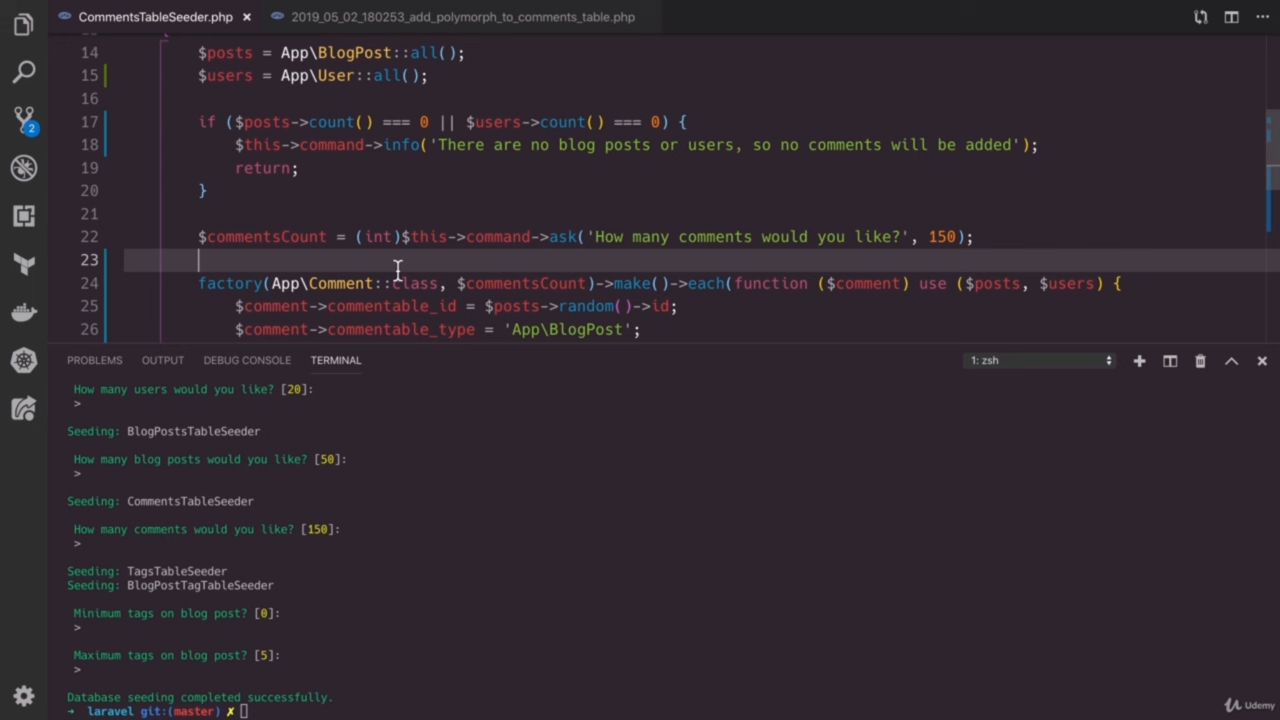 CommentsTableSeeder.php × 2019_05_02_180253_add_polymorph_to_comments_table.php
14 $posts = App\BlogPost::all();
15 $users = App\User::all();
16
17 if ($posts->count() === 0 || $users->count() === 0) {
18 $this->command->info('There are no blog posts or users, so no comments will be added');
19 return;
20 }
21
22 $commentsCount = (int)$this->command->ask('How many comments would you like?', 150);
23
24 factory(App\Comment::class, $commentsCount)->make()->each(function ($comment) use ($posts, $users) {
25 $comment->commentable_id = $posts->random()->id;
26 $comment->commentable_type = 'App\BlogPost';
2
PROBLEMS OUTPUT DEBUG CONSOLE TERMINAL 1: zsh
How many users would you like? [20]:
>
Seeding: BlogPostsTableSeeder
How many blog posts would you like? [50]:
>
Seeding: CommentsTableSeeder
How many comments would you like? [150]:
>
Seeding: TagsTableSeeder
Seeding: BlogPostTagTableSeeder
Minimum tags on blog post? [0]:
>
Maximum tags on blog post? [5]:
>
Database seeding completed successfully.
→ laravel git:(master) ✗
Udemy